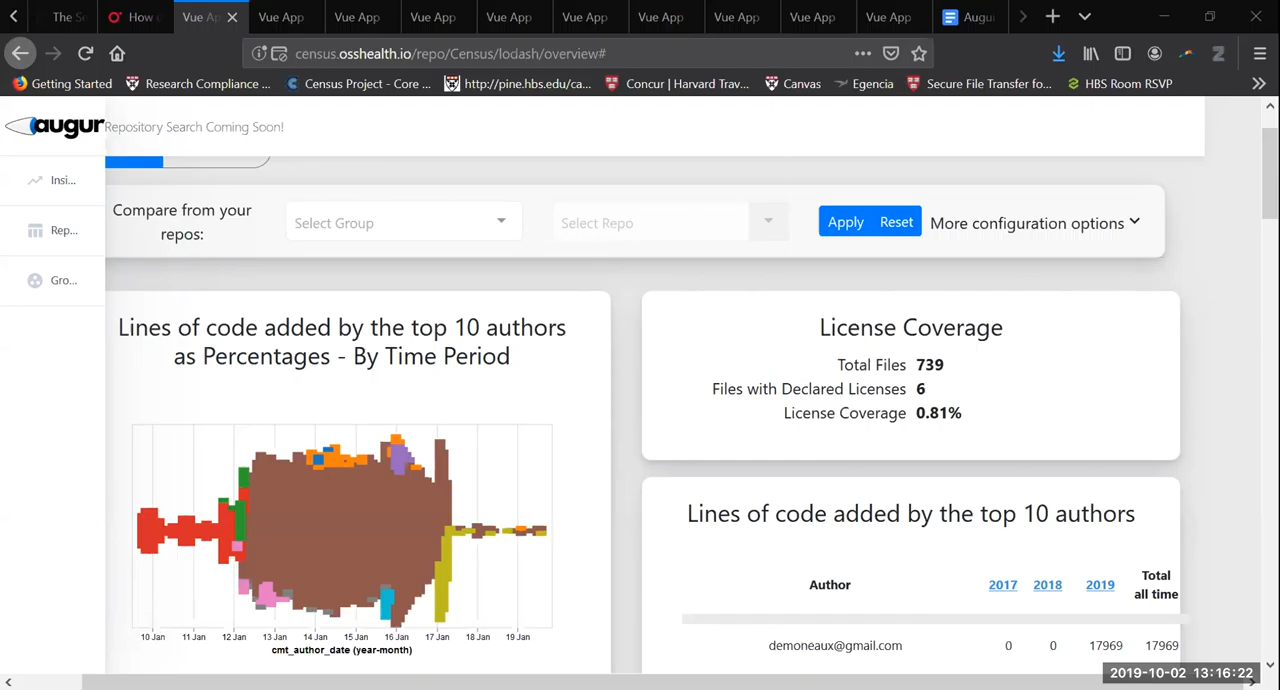 The Se
How
Vue Ap
Vue App
Vue App
Vue App
Vue App
Vue App
Vue App
Vue App
Vue App
Vue App
Augu
census.osshealth.io/repo/Census/lodash/overview#
Getting Started
Research Compliance ...
Census Project - Core ...
http://pine.hbs.edu/ca...
Concur | Harvard Trav...
Canvas
Egencia
Secure File Transfer fo...
HBS Room RSVP
augur
Repository Search Coming Soon!
Insi...
Rep...
Gro...
Compare from your
repos:
Select Group
Select Repo
Apply
Reset
More configuration options
Lines of code added by the top 10 authors
as Percentages - By Time Period
10 Jan 11 Jan 12 Jan 13 Jan 14 Jan 15 Jan 16 Jan 17 Jan 18 Jan 19 Jan
cmt_author_date (year-month)
License Coverage
Total Files 739
Files with Declared Licenses 6
License Coverage 0.81%
Lines of code added by the top 10 authors
Author 2017 2018 2019 Total all time
demoneaux@gmail.com 0 0 17969 17969
2019-10-02 13:16:22